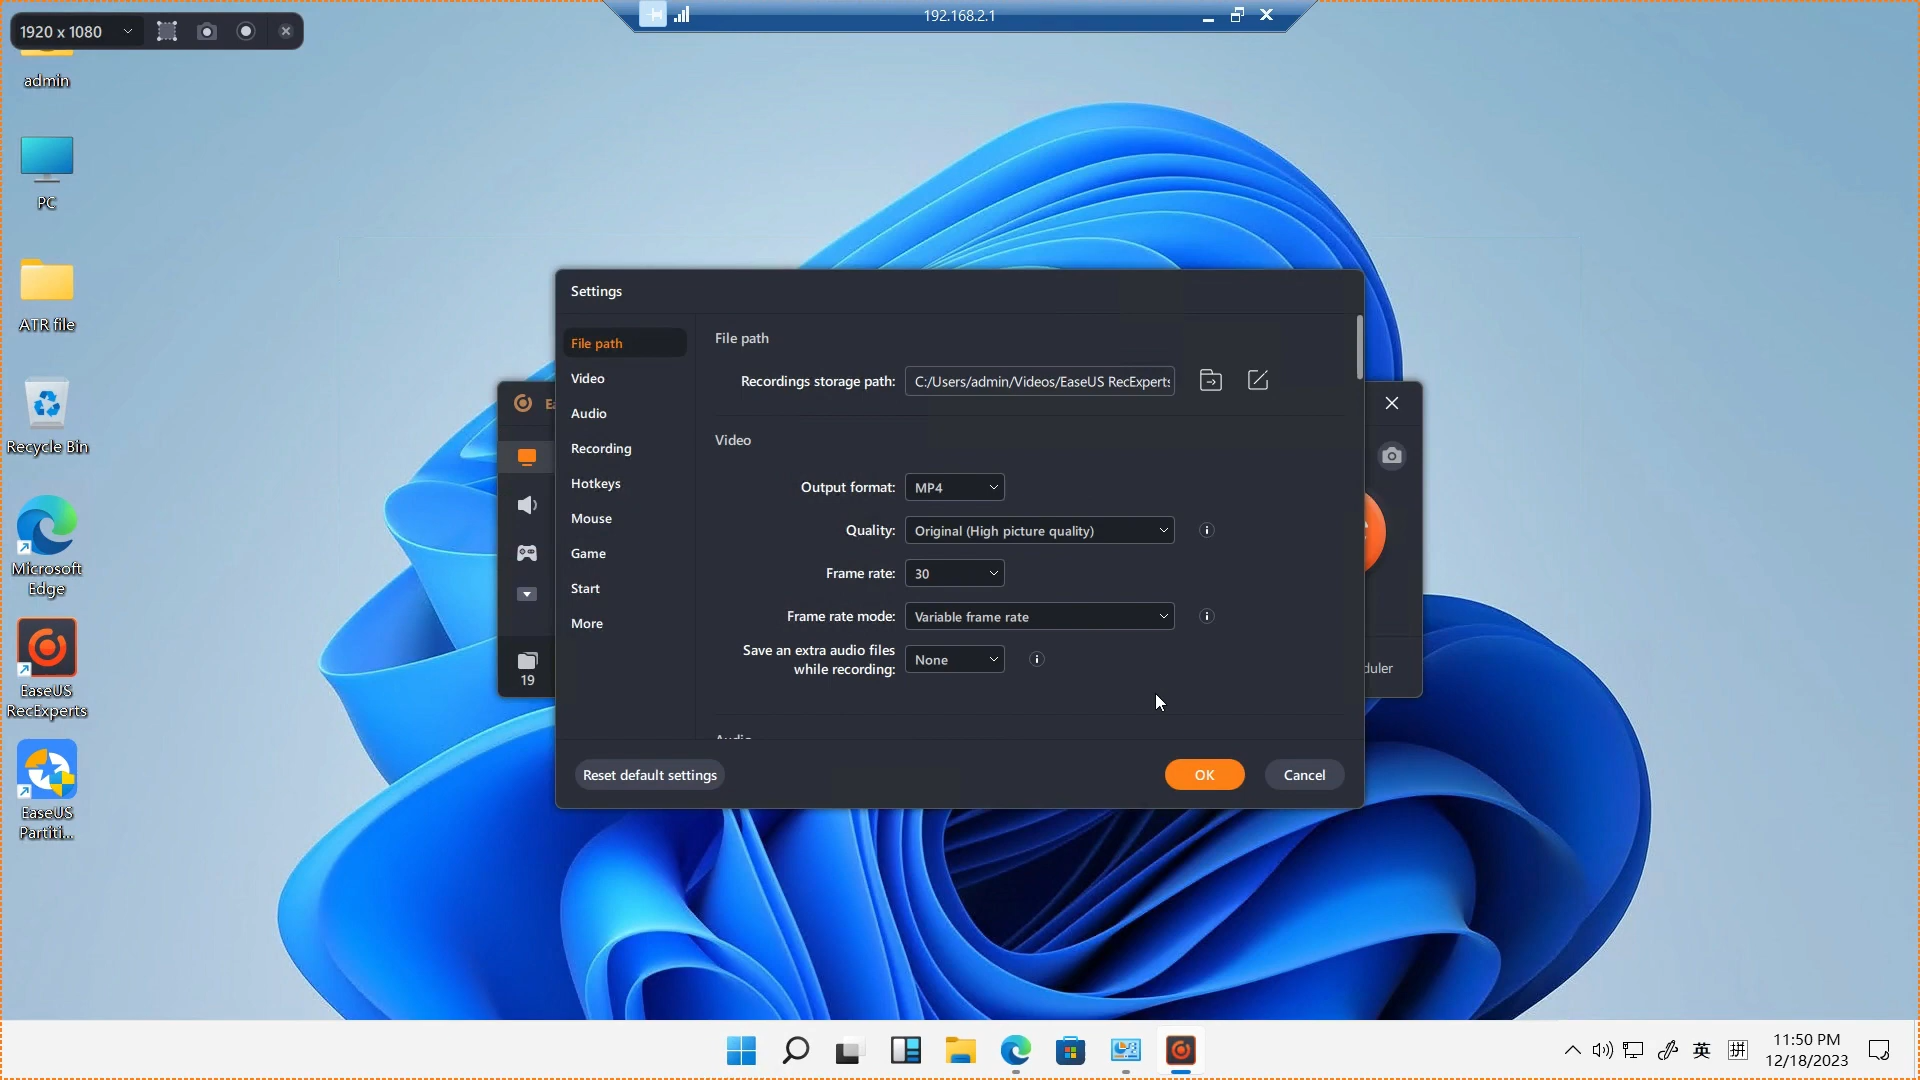 1920 x 1080
192.168.2.1
admin
PC
ATR file
Recycle Bin
Microsoft
Edge
EaseUS
RecExperts
EaseUS
Partiti...
Settings
File path
Video
Audio
Recording
Hotkeys
Mouse
Game
Start
More
File path
Recordings storage path:
C:/Users/admin/Videos/EaseUS RecExperts
Video
Output format:
MP4
Quality:
Original (High picture quality)
Frame rate:
30
Frame rate mode:
Variable frame rate
Save an extra audio files
while recording:
None
Audio
Reset default settings
OK
Cancel
Ea
19
duler
英
拼
11:50 PM
12/18/2023